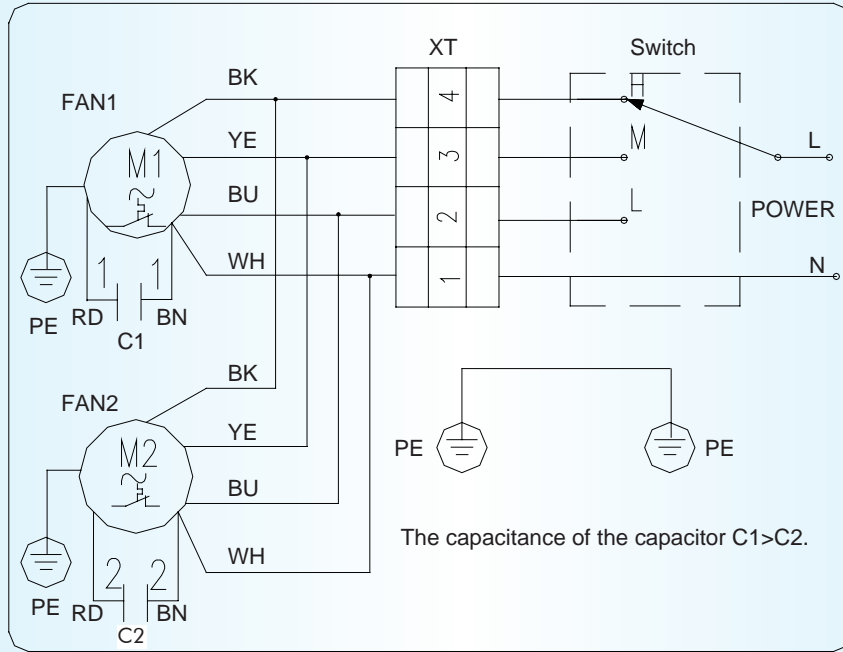 XT Switch
BK H
FAN1 4
M1 YE M L
3
BU L POWER
2
WH N
1
1 1
RD BN
PE C1
BK
FAN2
YE PE PE
M2
BU
The capacitance of the capacitor C1>C2.
WH
2 2
PE RD BN
C2